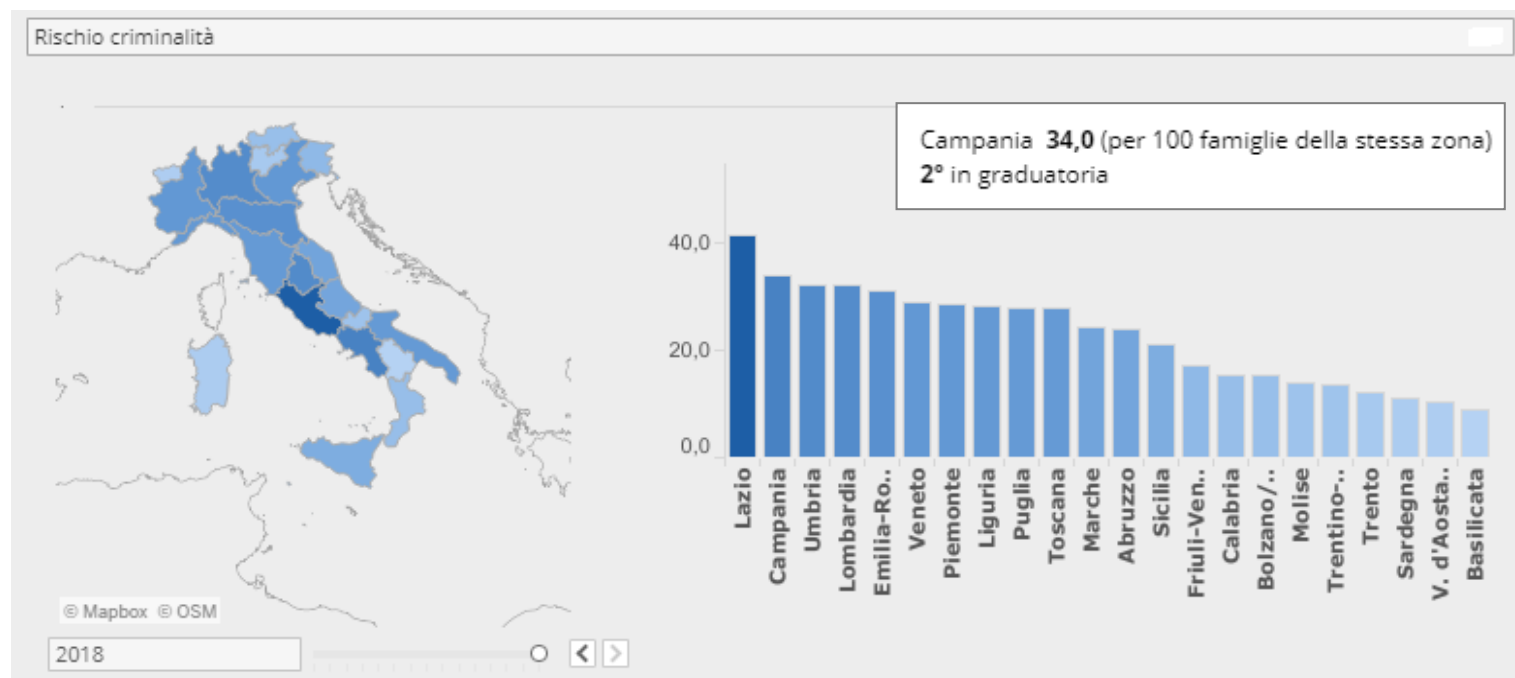 Rischio criminalità
Campania 34,0 (per 100 famiglie della stessa zona)
2° in graduatoria
40,0
20,0
0,0
Lazio
Campania
Umbria
Lombardia
Emilia-Ro..
Veneto
Piemonte
Liguria
Puglia
Toscana
Marche
Abruzzo
Sicilia
Friuli-Ven..
Calabria
Bolzano/..
Molise
Trentino-..
Trento
Sardegna
V. d'Aosta..
Basilicata
© Mapbox © OSM
2018